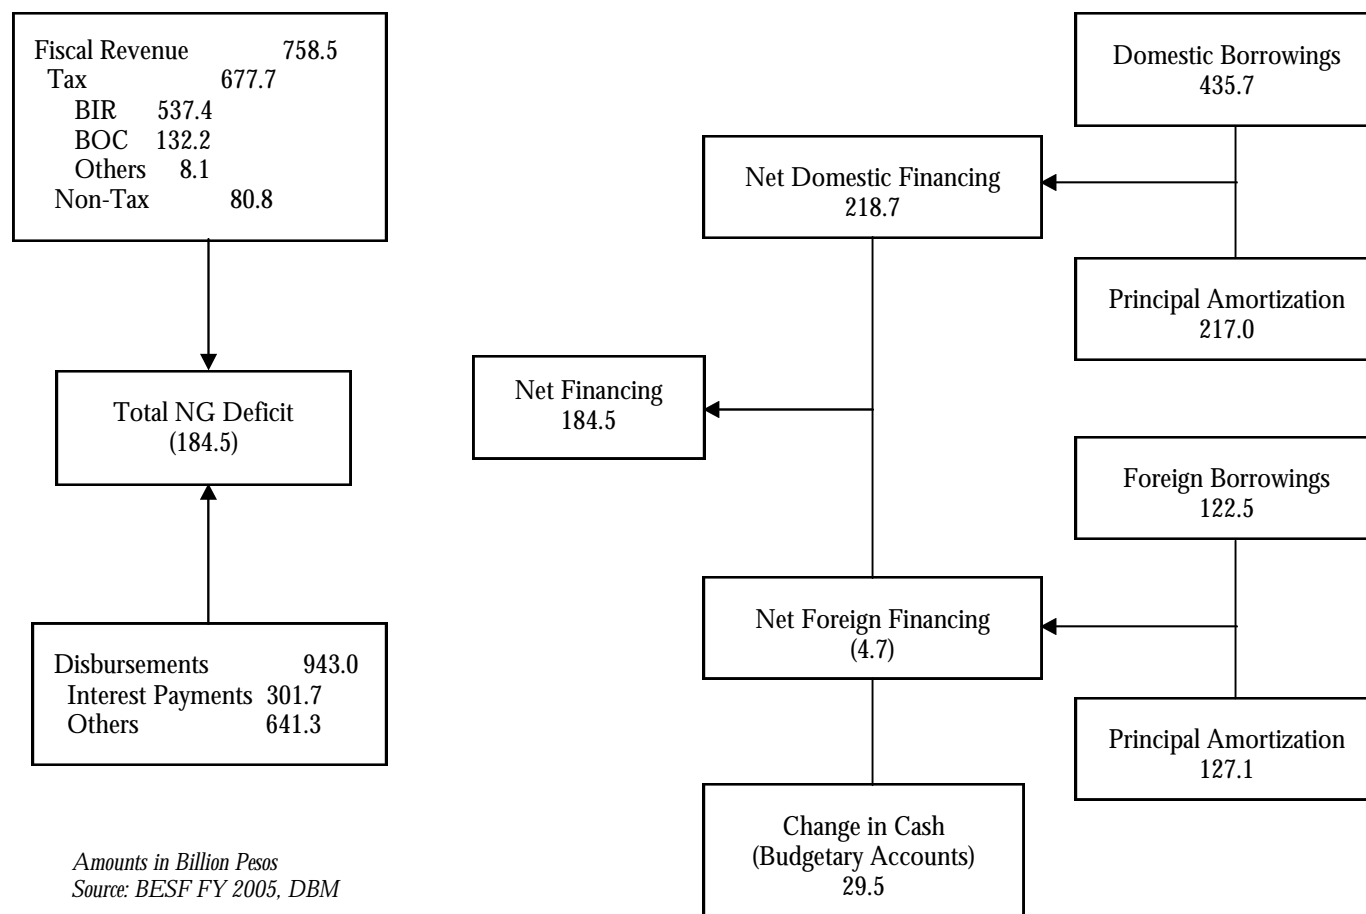 Fiscal Revenue 758.5
Tax 677.7
BIR 537.4
BOC 132.2
Others 8.1
Non-Tax 80.8
Total NG Deficit
(184.5)
Disbursements 943.0
Interest Payments 301.7
Others 641.3
Amounts in Billion Pesos
Source: BESF FY 2005, DBM
Net Financing
184.5
Net Domestic Financing
218.7
Net Foreign Financing
(4.7)
Change in Cash
(Budgetary Accounts)
29.5
Domestic Borrowings
435.7
Principal Amortization
217.0
Foreign Borrowings
122.5
Principal Amortization
127.1